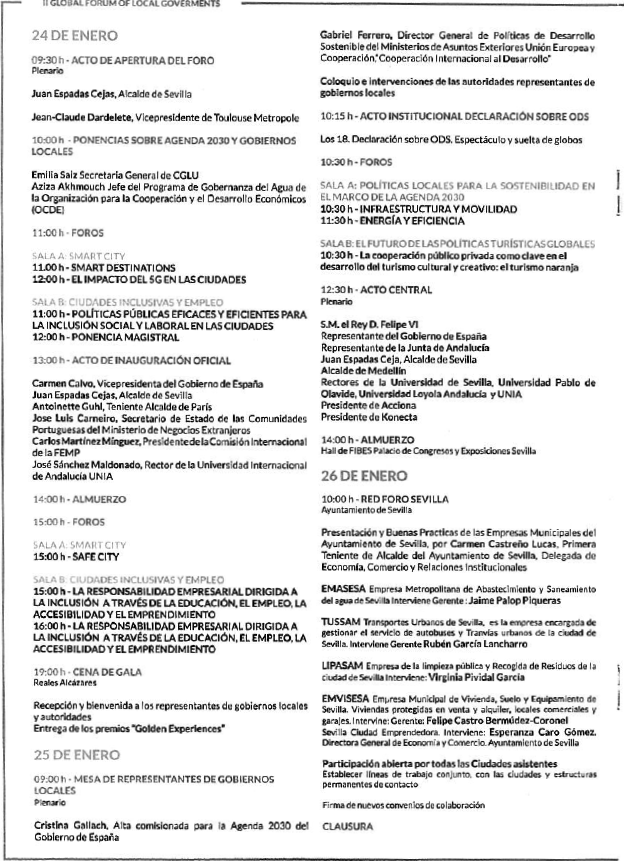 II GLOBAL FORUM OF LOCAL GOVERMENTS
24 DE ENERO
09:30 h - ACTO DE APERTURA DEL FORO
Plenario
Juan Espadas Cejas, Alcalde de Sevilla
Jean-Claude Dardelete, Vicepresidente de Toulouse Metropole
10:00 h - PONENCIAS SOBRE AGENDA 2030 Y GOBIERNOS
LOCALES
Emilia Saiz Secretaria General de CGLU
Aziza Akhmouch Jefe del Programa de Gobernanza del Agua de
la Organización para la Cooperación y el Desarrollo Económicos
(OCDE)
11:00 h - FOROS
SALA A: SMART CITY
11.00 h - SMART DESTINATIONS
12:00 h - EL IMPACTO DEL 5G EN LAS CIUDADES
SALA B: CIUDADES INCLUSIVAS Y EMPLEO
11:00 h - POLÍTICAS PÚBLICAS EFICACES Y EFICIENTES PARA
LA INCLUSIÓN SOCIAL Y LABORAL EN LAS CIUDADES
12:00 h - PONENCIA MAGISTRAL
13:00 h - ACTO DE INAUGURACIÓN OFICIAL
Carmen Calvo, Vicepresidenta del Gobierno de España
Juan Espadas Cejas, Alcalde de Sevilla
Antoinette Guhl, Teniente Alcalde de París
Jose Luis Carneiro, Secretario de Estado de las Comunidades
Portuguesas del Ministerio de Negocios Extranjeros
Carlos Martínez Mínguez, Presidente de la Comisión Internacional
de la FEMP
José Sánchez Maldonado, Rector de la Universidad Internacional
de Andalucía UNIA
14:00 h - ALMUERZO
15:00 h - FOROS
SALA A: SMART CITY
15:00 h - SAFE CITY
SALA B: CIUDADES INCLUSIVAS Y EMPLEO
15:00 h - LA RESPONSABILIDAD EMPRESARIAL DIRIGIDA A
LA INCLUSIÓN A TRAVÉS DE LA EDUCACIÓN, EL EMPLEO, LA
ACCESIBILIDAD Y EL EMPRENDIMIENTO
16:00 h - LA RESPONSABILIDAD EMPRESARIAL DIRIGIDA A
LA INCLUSIÓN A TRAVÉS DE LA EDUCACIÓN, EL EMPLEO, LA
ACCESIBILIDAD Y EL EMPRENDIMIENTO
19:00 h - CENA DE GALA
Reales Alcázares
Recepción y bienvenida a los representantes de gobiernos locales
y autoridades
Entrega de los premios "Golden Experiences"
25 DE ENERO
09:00 h - MESA DE REPRESENTANTES DE GOBIERNOS
LOCALES
Plenario
Cristina Gallach, Alta comisionada para la Agenda 2030 del
Gobierno de España
Gabriel Ferrero, Director General de Políticas de Desarrollo
Sostenible del Ministerios de Asuntos Exteriores Unión Europea y
Cooperación,"Cooperación Internacional al Desarrollo"
Coloquio e intervenciones de las autoridades representantes de
gobiernos locales
10:15 h - ACTO INSTITUCIONAL DECLARACIÓN SOBRE ODS
Los 18. Declaración sobre ODS. Espectáculo y suelta de globos
10:30 h - FOROS
SALA A: POLÍTICAS LOCALES PARA LA SOSTENIBILIDAD EN
EL MARCO DE LA AGENDA 2030
10:30 h - INFRAESTRUCTURA Y MOVILIDAD
11:30 h - ENERGÍA Y EFICIENCIA
SALA B: EL FUTURO DE LAS POLÍTICAS TURÍSTICAS GLOBALES
10:30 h - La cooperación público privada como clave en el
desarrollo del turismo cultural y creativo: el turismo naranja
12:30 h - ACTO CENTRAL
Plenario
S.M. el Rey D. Felipe VI
Representante del Gobierno de España
Representante de la Junta de Andalucía
Juan Espadas Ceja, Alcalde de Sevilla
Alcalde de Medellín
Rectores de la Universidad de Sevilla, Universidad Pablo de
Olavide, Universidad Loyola Andalucía y UNIA
Presidente de Acciona
Presidente de Konecta
14:00 h - ALMUERZO
Hall de FIBES Palacio de Congresos y Exposiciones Sevilla
26 DE ENERO
10:00 h - RED FORO SEVILLA
Ayuntamiento de Sevilla
Presentación y Buenas Practicas de las Empresas Municipales del
Ayuntamiento de Sevilla, por Carmen Castreño Lucas, Primera
Teniente de Alcalde del Ayuntamiento de Sevilla, Delegada de
Economía, Comercio y Relaciones Institucionales
EMASESA Empresa Metropolitana de Abastecimiento y Saneamiento
del agua de Sevilla Interviene Gerente : Jaime Palop Piqueras
TUSSAM Transportes Urbanos de Sevilla, es la empresa encargada de
gestionar el servicio de autobuses y Tranvías urbanos de la ciudad de
Sevilla. Interviene Gerente Rubén García Lancharro
LIPASAM Empresa de la limpieza pública y Recogida de Residuos de la
ciudad de Sevilla Interviene: Virginia Pividal García
EMVISESA Empresa Municipal de Vivienda, Suelo y Equipamiento de
Sevilla. Viviendas protegidas en venta y alquiler, locales comerciales y
garajes. Intervine: Gerente: Felipe Castro Bermúdez-Coronel
Sevilla Ciudad Emprendedora. Interviene: Esperanza Caro Gómez.
Directora General de Economía y Comercio. Ayuntamiento de Sevilla
Participación abierta por todas las Ciudades asistentes
Establecer líneas de trabajo conjunto, con las ciudades y estructuras
permanentes de contacto
Firma de nuevos convenios de colaboración
CLAUSURA